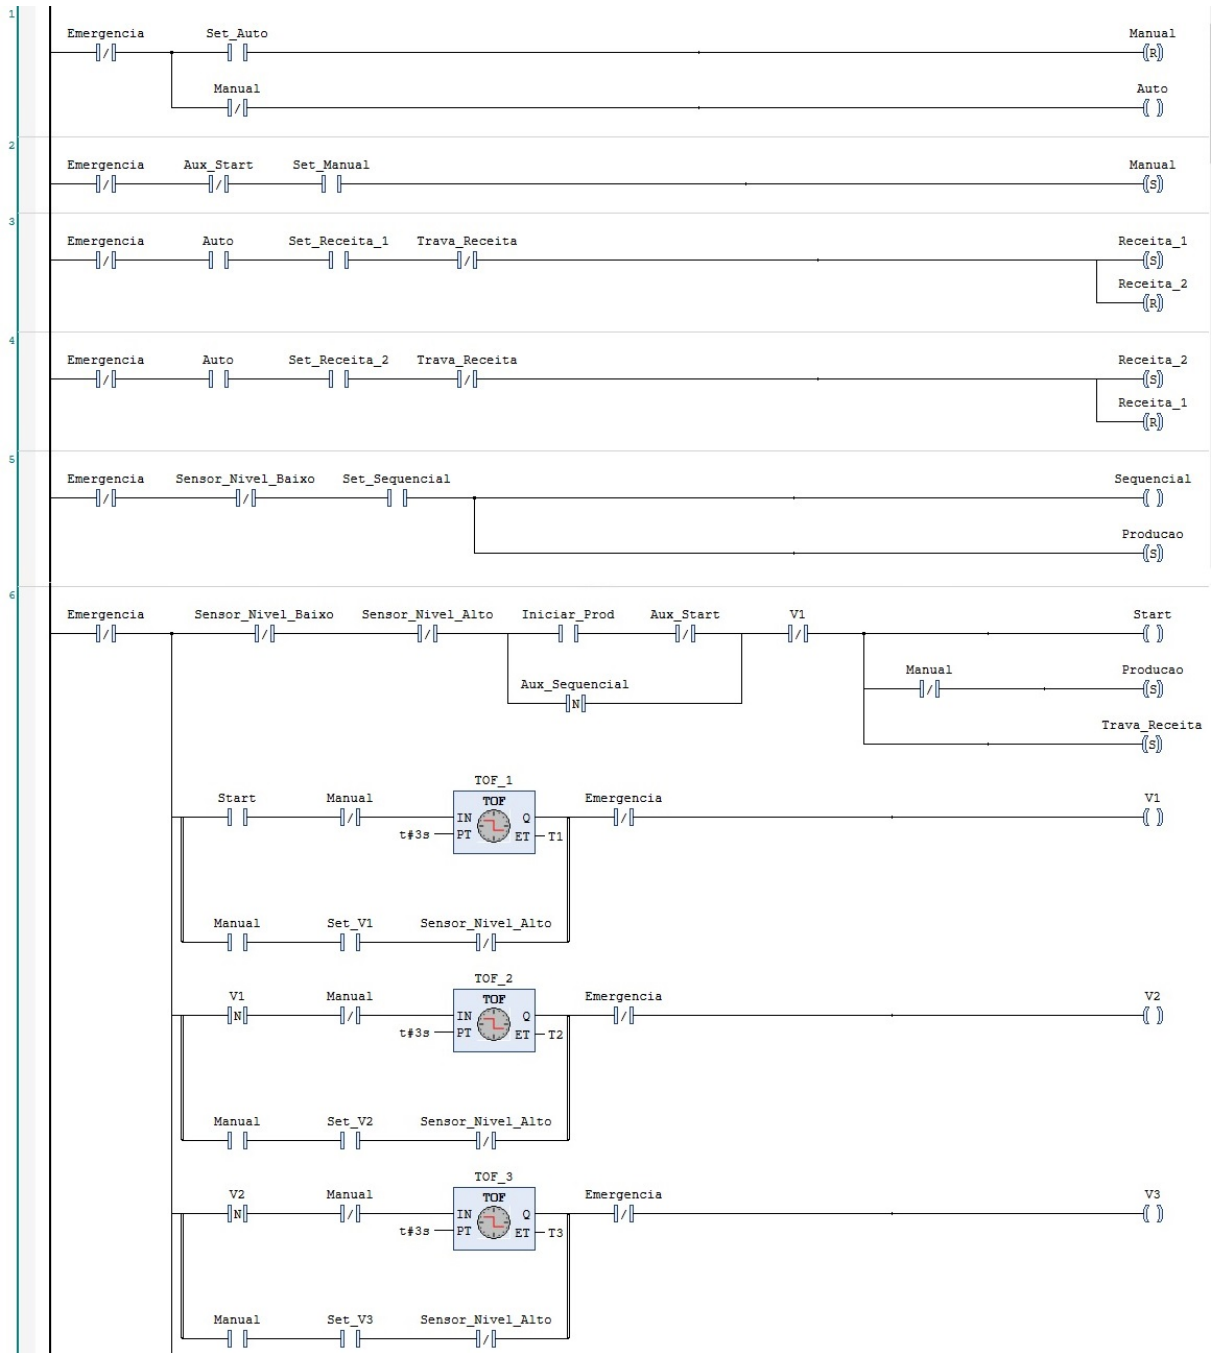 1
Emergencia Set_Auto Manual
R
Manual Auto
2
Emergencia Aux_Start Set_Manual Manual
S
3
Emergencia Auto Set_Receita_1 Trava_Receita Receita_1
S
Receita_2
R
4
Emergencia Auto Set_Receita_2 Trava_Receita Receita_2
S
Receita_1
R
5
Emergencia Sensor_Nivel_Baixo Set_Sequencial Sequencial
Producao
S
6
Emergencia Sensor_Nivel_Baixo Sensor_Nivel_Alto Iniciar_Prod Aux_Start V1 Start
Manual Producao
S
Aux_Sequencial
N
Trava_Receita
S
TOF_1
Start Manual TOF Emergencia V1
IN Q
t#3s PT ET T1
Manual Set_V1 Sensor_Nivel_Alto
TOF_2
V1 Manual TOF Emergencia V2
N IN Q
t#3s PT ET T2
Manual Set_V2 Sensor_Nivel_Alto
TOF_3
V2 Manual TOF Emergencia V3
N IN Q
t#3s PT ET T3
Manual Set_V3 Sensor_Nivel_Alto